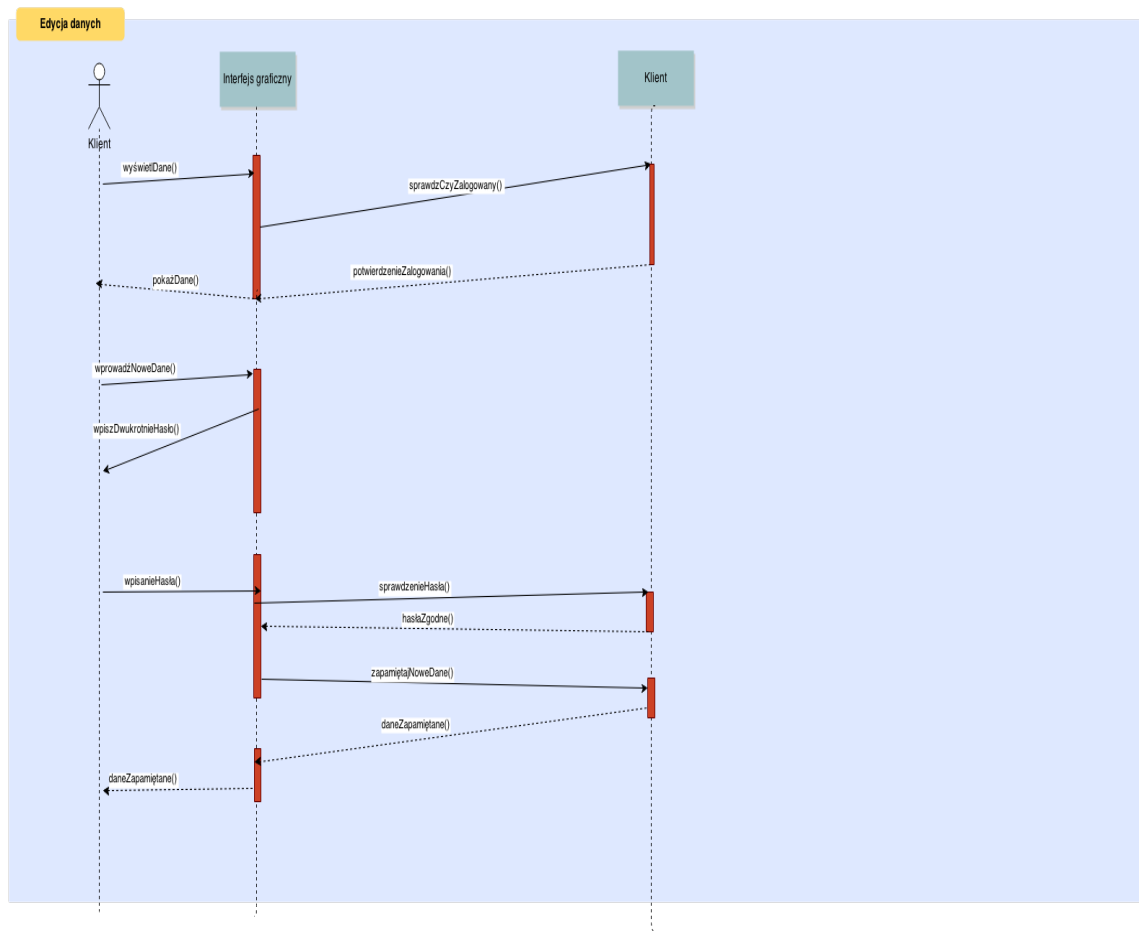 Edycja danych
Interfejs graficzny
Klient
Klient
wyświetlDane()
sprawdzCzyZalogowany()
potwierdzenieZalogowania()
pokażDane()
wprowadźNoweDane()
wpiszDwukrotnieHasło()
wpisanieHasła()
sprawdzenieHasła()
hasłaZgodne()
zapamiętajNoweDane()
daneZapamiętane()
daneZapamiętane()